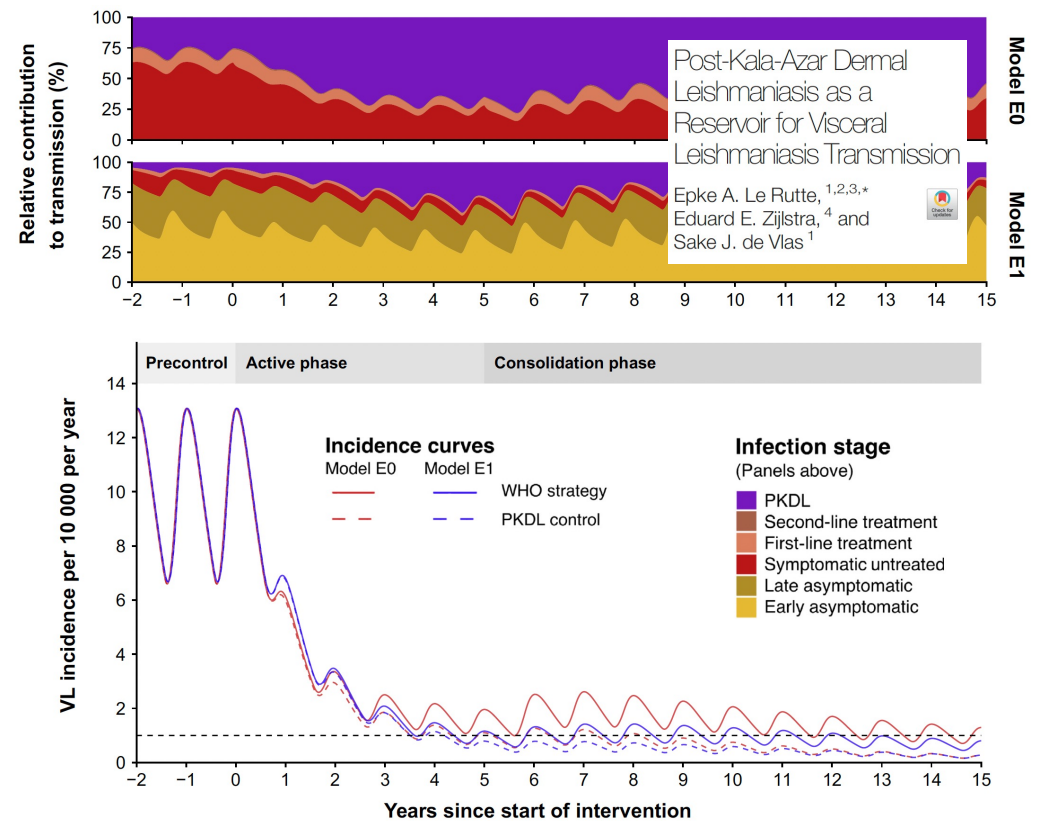 Relative contribution
to transmission (%)
100
75
50
25
0
Model E0
100
75
50
25
0
Model E1
−2 −1 0 1 2 3 4 5 6 7 8 9 10 11 12 13 14 15
Post-Kala-Azar Dermal
Leishmaniasis as a
Reservoir for Visceral
Leishmaniasis Transmission
Epke A. Le Rutte, 1,2,3,*
Eduard E. Zijlstra, 4 and
Sake J. de Vlas 1
Check for
updates
Precontrol Active phase Consolidation phase
VL incidence per 10 000 per year
14
12
10
8
6
4
2
0
Incidence curves
Model E0 Model E1
WHO strategy
PKDL control
Infection stage
(Panels above)
PKDL
Second-line treatment
First-line treatment
Symptomatic untreated
Late asymptomatic
Early asymptomatic
−2 −1 0 1 2 3 4 5 6 7 8 9 10 11 12 13 14 15
Years since start of intervention